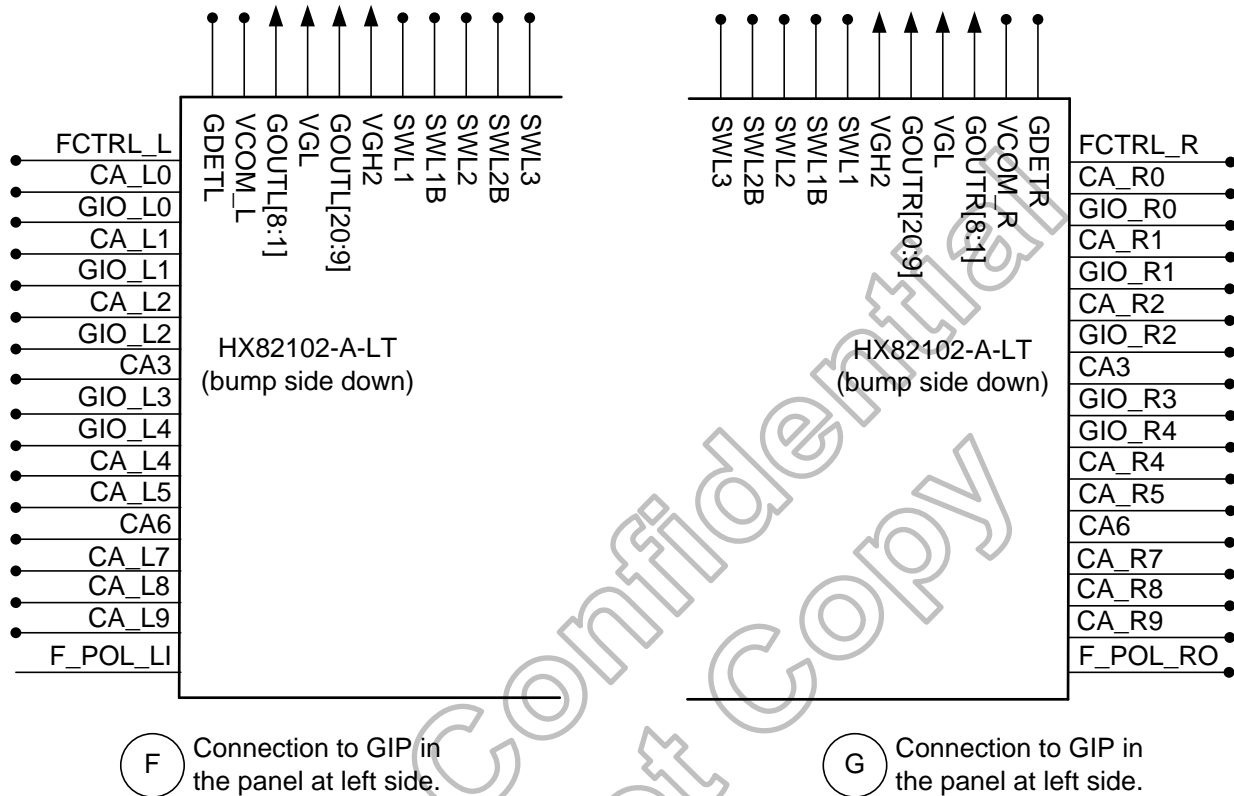 GDETL
VCOM_L
GOUTL[8:1]
VGL
GOUTL[20:9]
VGH2
SWL1
SWL1B
SWL2
SWL2B
SWL3
FCTRL_L
CA_L0
GIO_L0
CA_L1
GIO_L1
CA_L2
GIO_L2
CA3
GIO_L3
GIO_L4
CA_L4
CA_L5
CA6
CA_L7
CA_L8
CA_L9
F_POL_LI
HX82102-A-LT
(bump side down)
F
Connection to GIP in
the panel at left side.
SWL3
SWL2B
SWL2
SWL1B
SWL1
VGH2
GOUTR[20:9]
VGL
GOUTR[8:1]
VCOM_R
GDETR
FCTRL_R
CA_R0
GIO_R0
CA_R1
GIO_R1
CA_R2
GIO_R2
CA3
GIO_R3
GIO_R4
CA_R4
CA_R5
CA6
CA_R7
CA_R8
CA_R9
F_POL_RO
HX82102-A-LT
(bump side down)
G
Connection to GIP in
the panel at left side.
Confidential
Copy